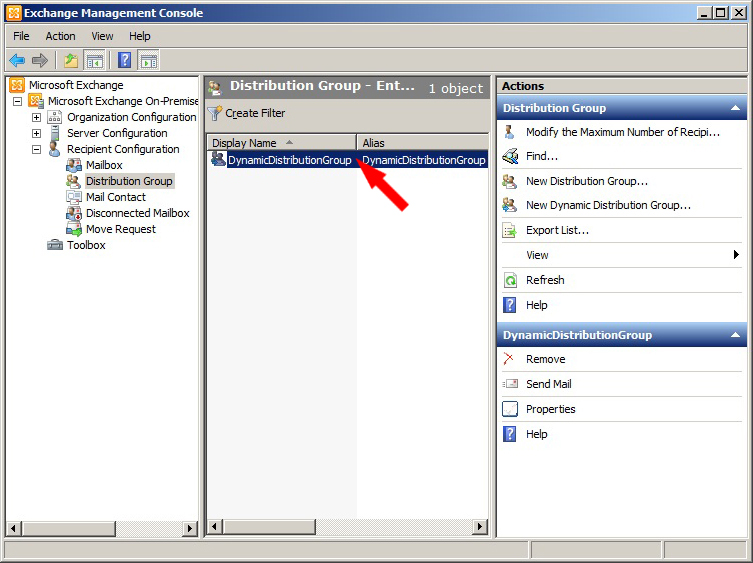 Exchange Management Console
File Action View Help
Microsoft Exchange
Microsoft Exchange On-Premise
Organization Configuration
Server Configuration
Recipient Configuration
Mailbox
Distribution Group
Mail Contact
Disconnected Mailbox
Move Request
Toolbox
Distribution Group - Ent... 1 object
Create Filter
Display Name Alias
DynamicDistributionGroup DynamicDistributionGroup
Actions
Distribution Group
Modify the Maximum Number of Recipi...
Find...
New Distribution Group...
New Dynamic Distribution Group...
Export List...
View
Refresh
Help
DynamicDistributionGroup
Remove
Send Mail
Properties
Help